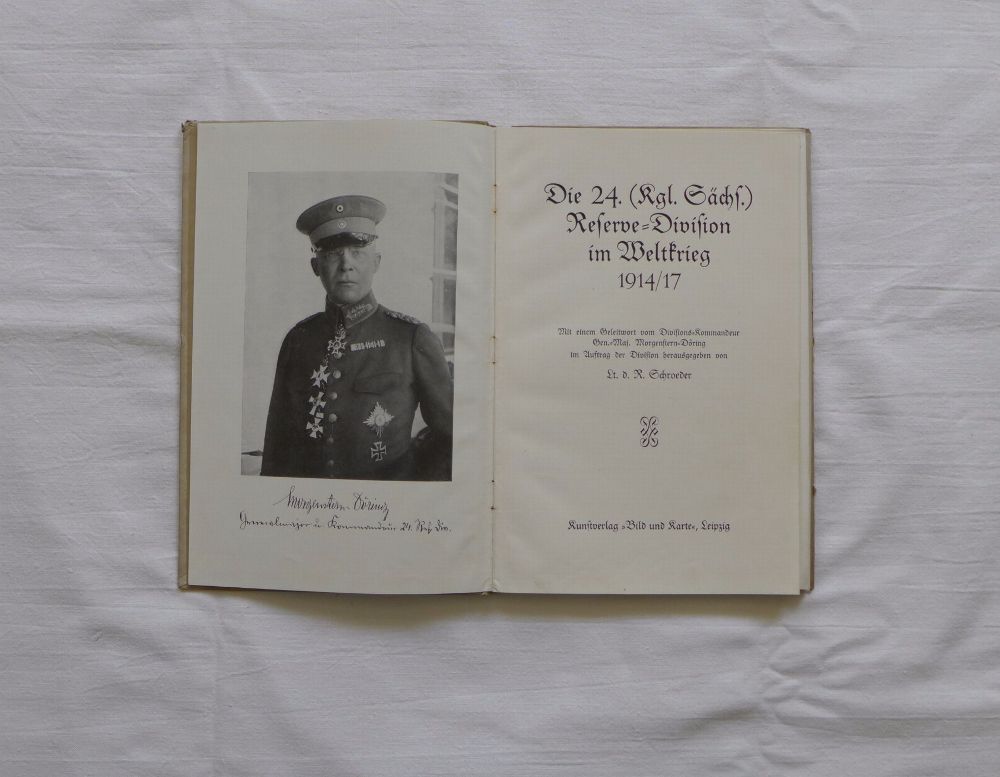 Morgenstern-Döring
Generalmajor u. Kommandeur 24. Res. Div.
Die 24. (Kgl. Sächs.)
Reserve-Division
im Weltkrieg
1914/17
Mit einem Geleitwort vom Divisions-Kommandeur
Gen.-Maj. Morgenstern-Döring
im Auftrag der Division herausgegeben von
Lt. d. R. Schroeder
Kunstverlag »Bild und Karte«, Leipzig